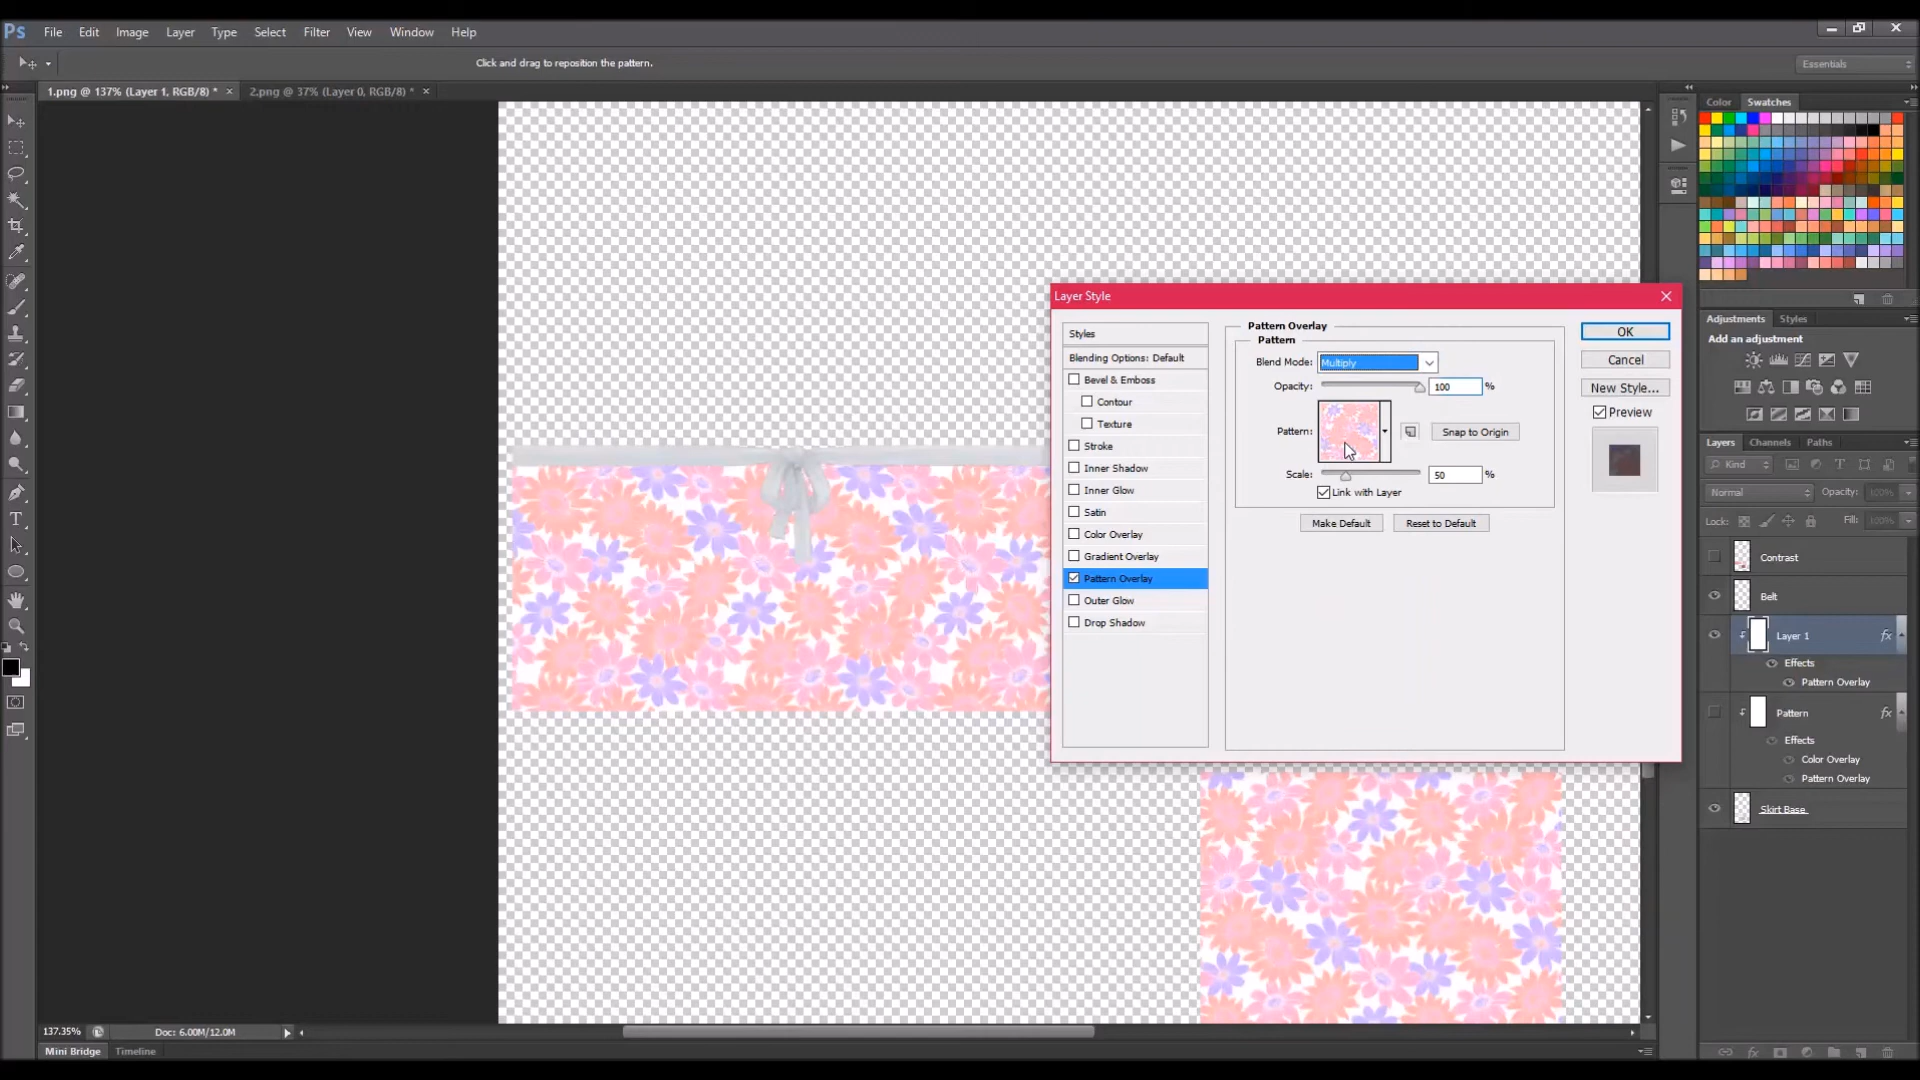 Ps File Edit Image Layer Type Select Filter View Window Help
Click and drag to reposition the pattern.
Essentials
1.png @ 137% (Layer 1, RGB/8) * × 2.png @ 37% (Layer 0, RGB/8) * ×
Color Swatches
Layer Style
Styles
Blending Options: Default
Bevel & Emboss
Contour
Texture
Stroke
Inner Shadow
Inner Glow
Satin
Color Overlay
Gradient Overlay
Pattern Overlay
Outer Glow
Drop Shadow
Pattern Overlay
Pattern
Blend Mode: Multiply
Opacity: 100 %
Pattern: Snap to Origin
Scale: 50 %
Link with Layer
Make Default Reset to Default
OK
Cancel
New Style...
Preview
Adjustments Styles
Add an adjustment
Layers Channels Paths
Kind
Normal Opacity: 100%
Lock: Fill: 100%
Contrast
Belt
Layer 1 fx
Effects
Pattern Overlay
Pattern fx
Effects
Color Overlay
Pattern Overlay
Skirt Base
137.35% Doc: 6.00M/12.0M
Mini Bridge Timeline